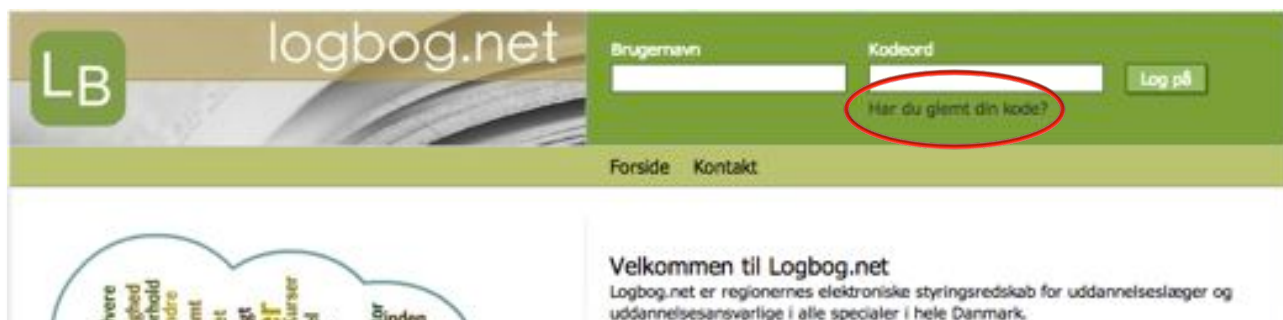 LB
logbog.net
Brugernavn Kodeord
Log på
Har du glemt din kode?
Forside Kontakt
Velkommen til Logbog.net
Logbog.net er regionernes elektroniske styringsredskab for uddannelseslæger og
uddannelsesansvarlige i alle specialer i hele Danmark.